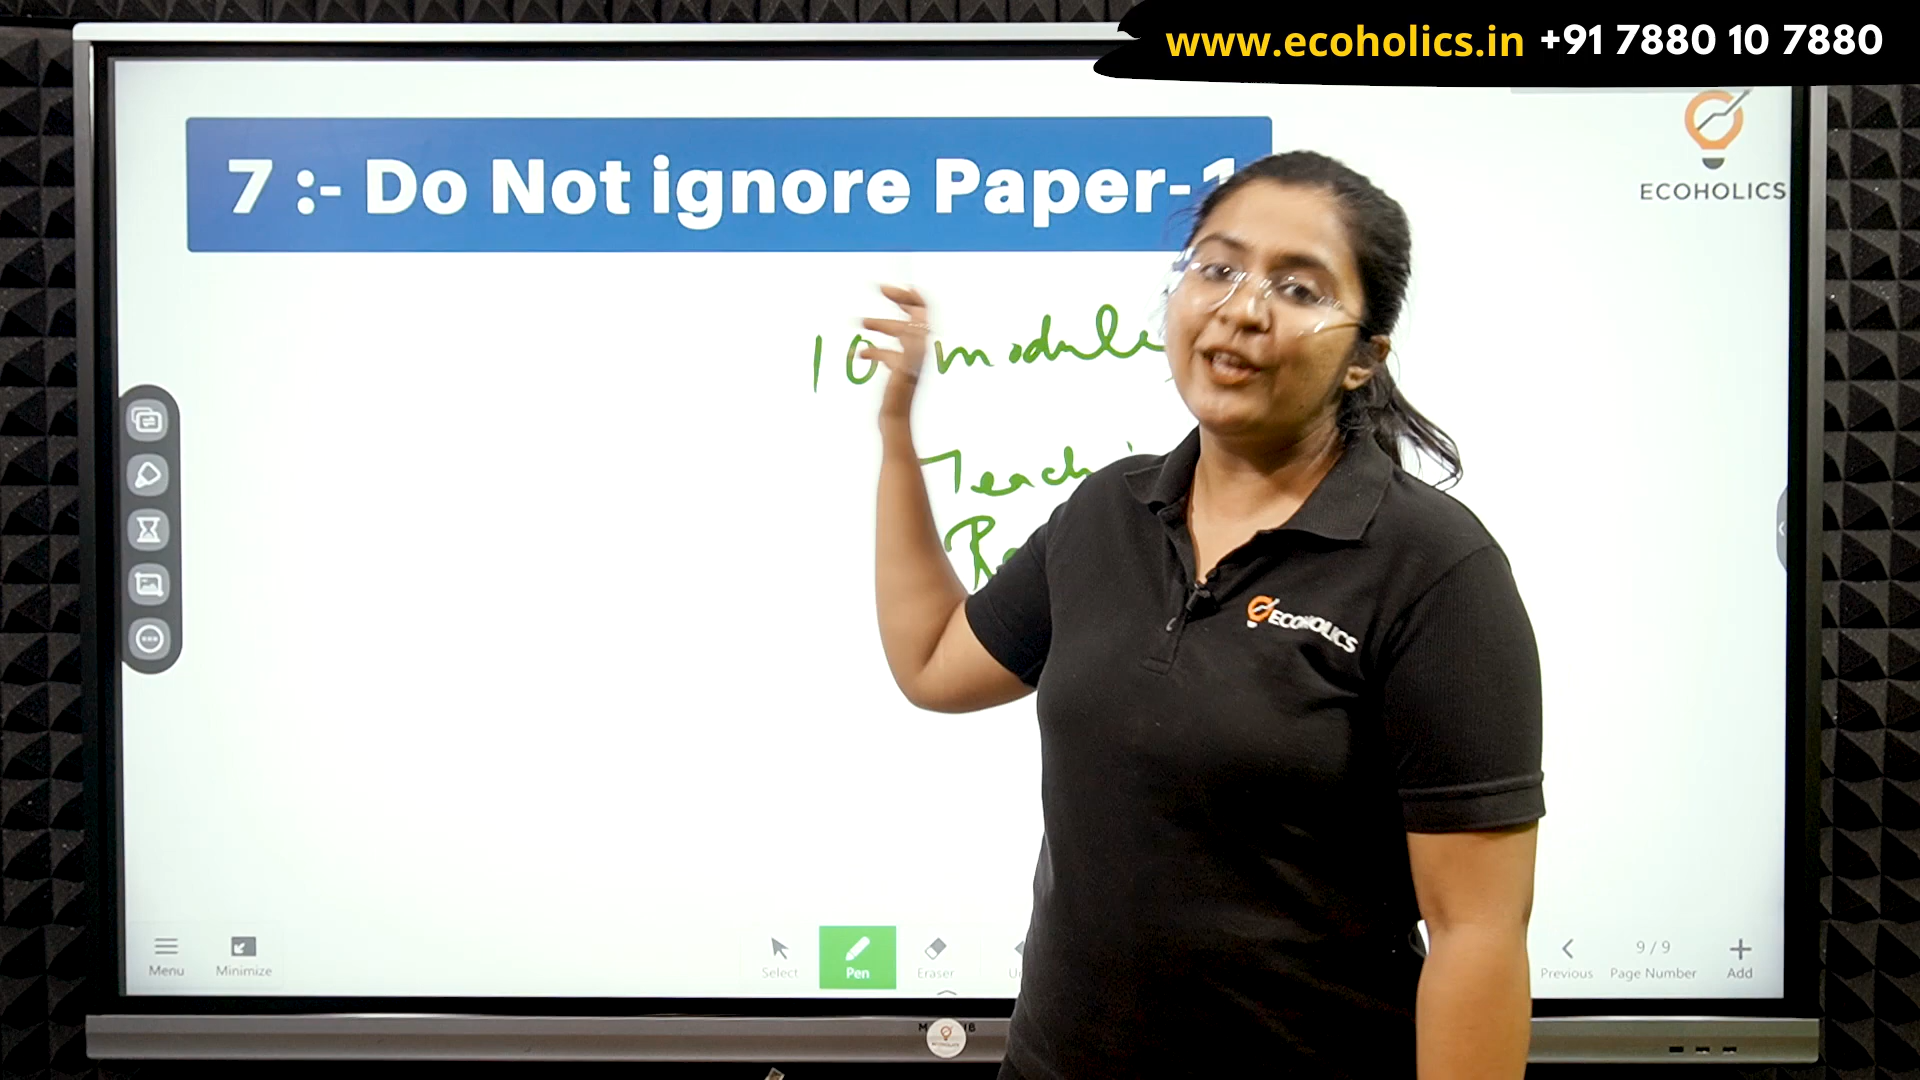 www.ecoholics.in +91 7880 10 7880
7 :- Do Not ignore Paper-1
ECOHOLICS
10 module
Teach
ECOHOLICS
Menu
Minimize
Select
Pen
Eraser
Previous
9 / 9
Page Number
Add